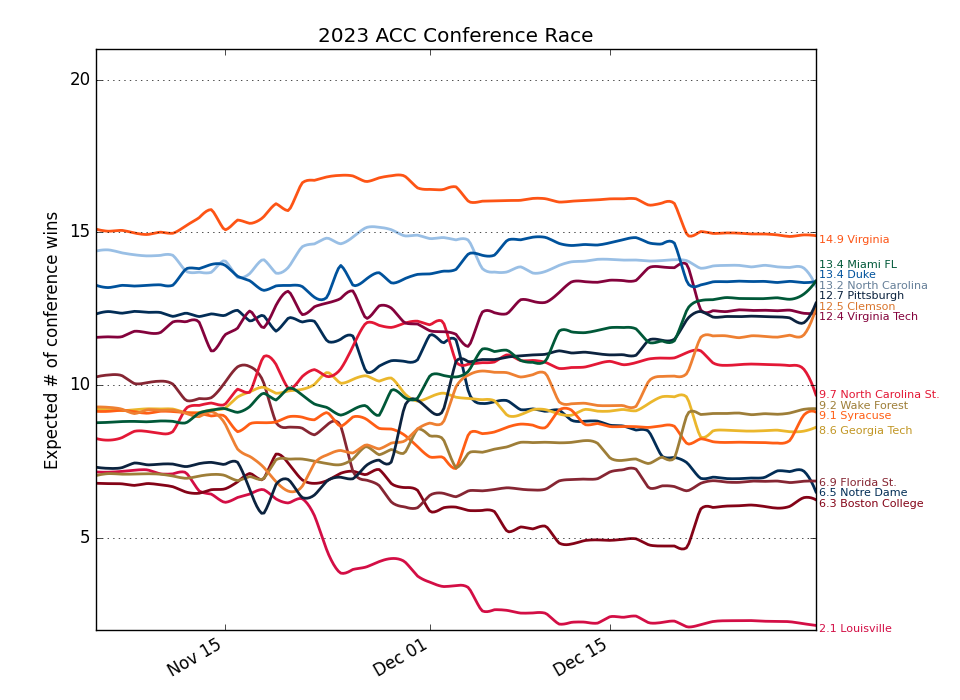 2023 ACC Conference Race
Expected # of conference wins
20
15
10
5
Nov 15
Dec 01
Dec 15
14.9 Virginia
13.4 Miami FL
13.4 Duke
13.2 North Carolina
12.7 Pittsburgh
12.5 Clemson
12.4 Virginia Tech
9.7 North Carolina St.
9.2 Wake Forest
9.1 Syracuse
8.6 Georgia Tech
6.9 Florida St.
6.5 Notre Dame
6.3 Boston College
2.1 Louisville